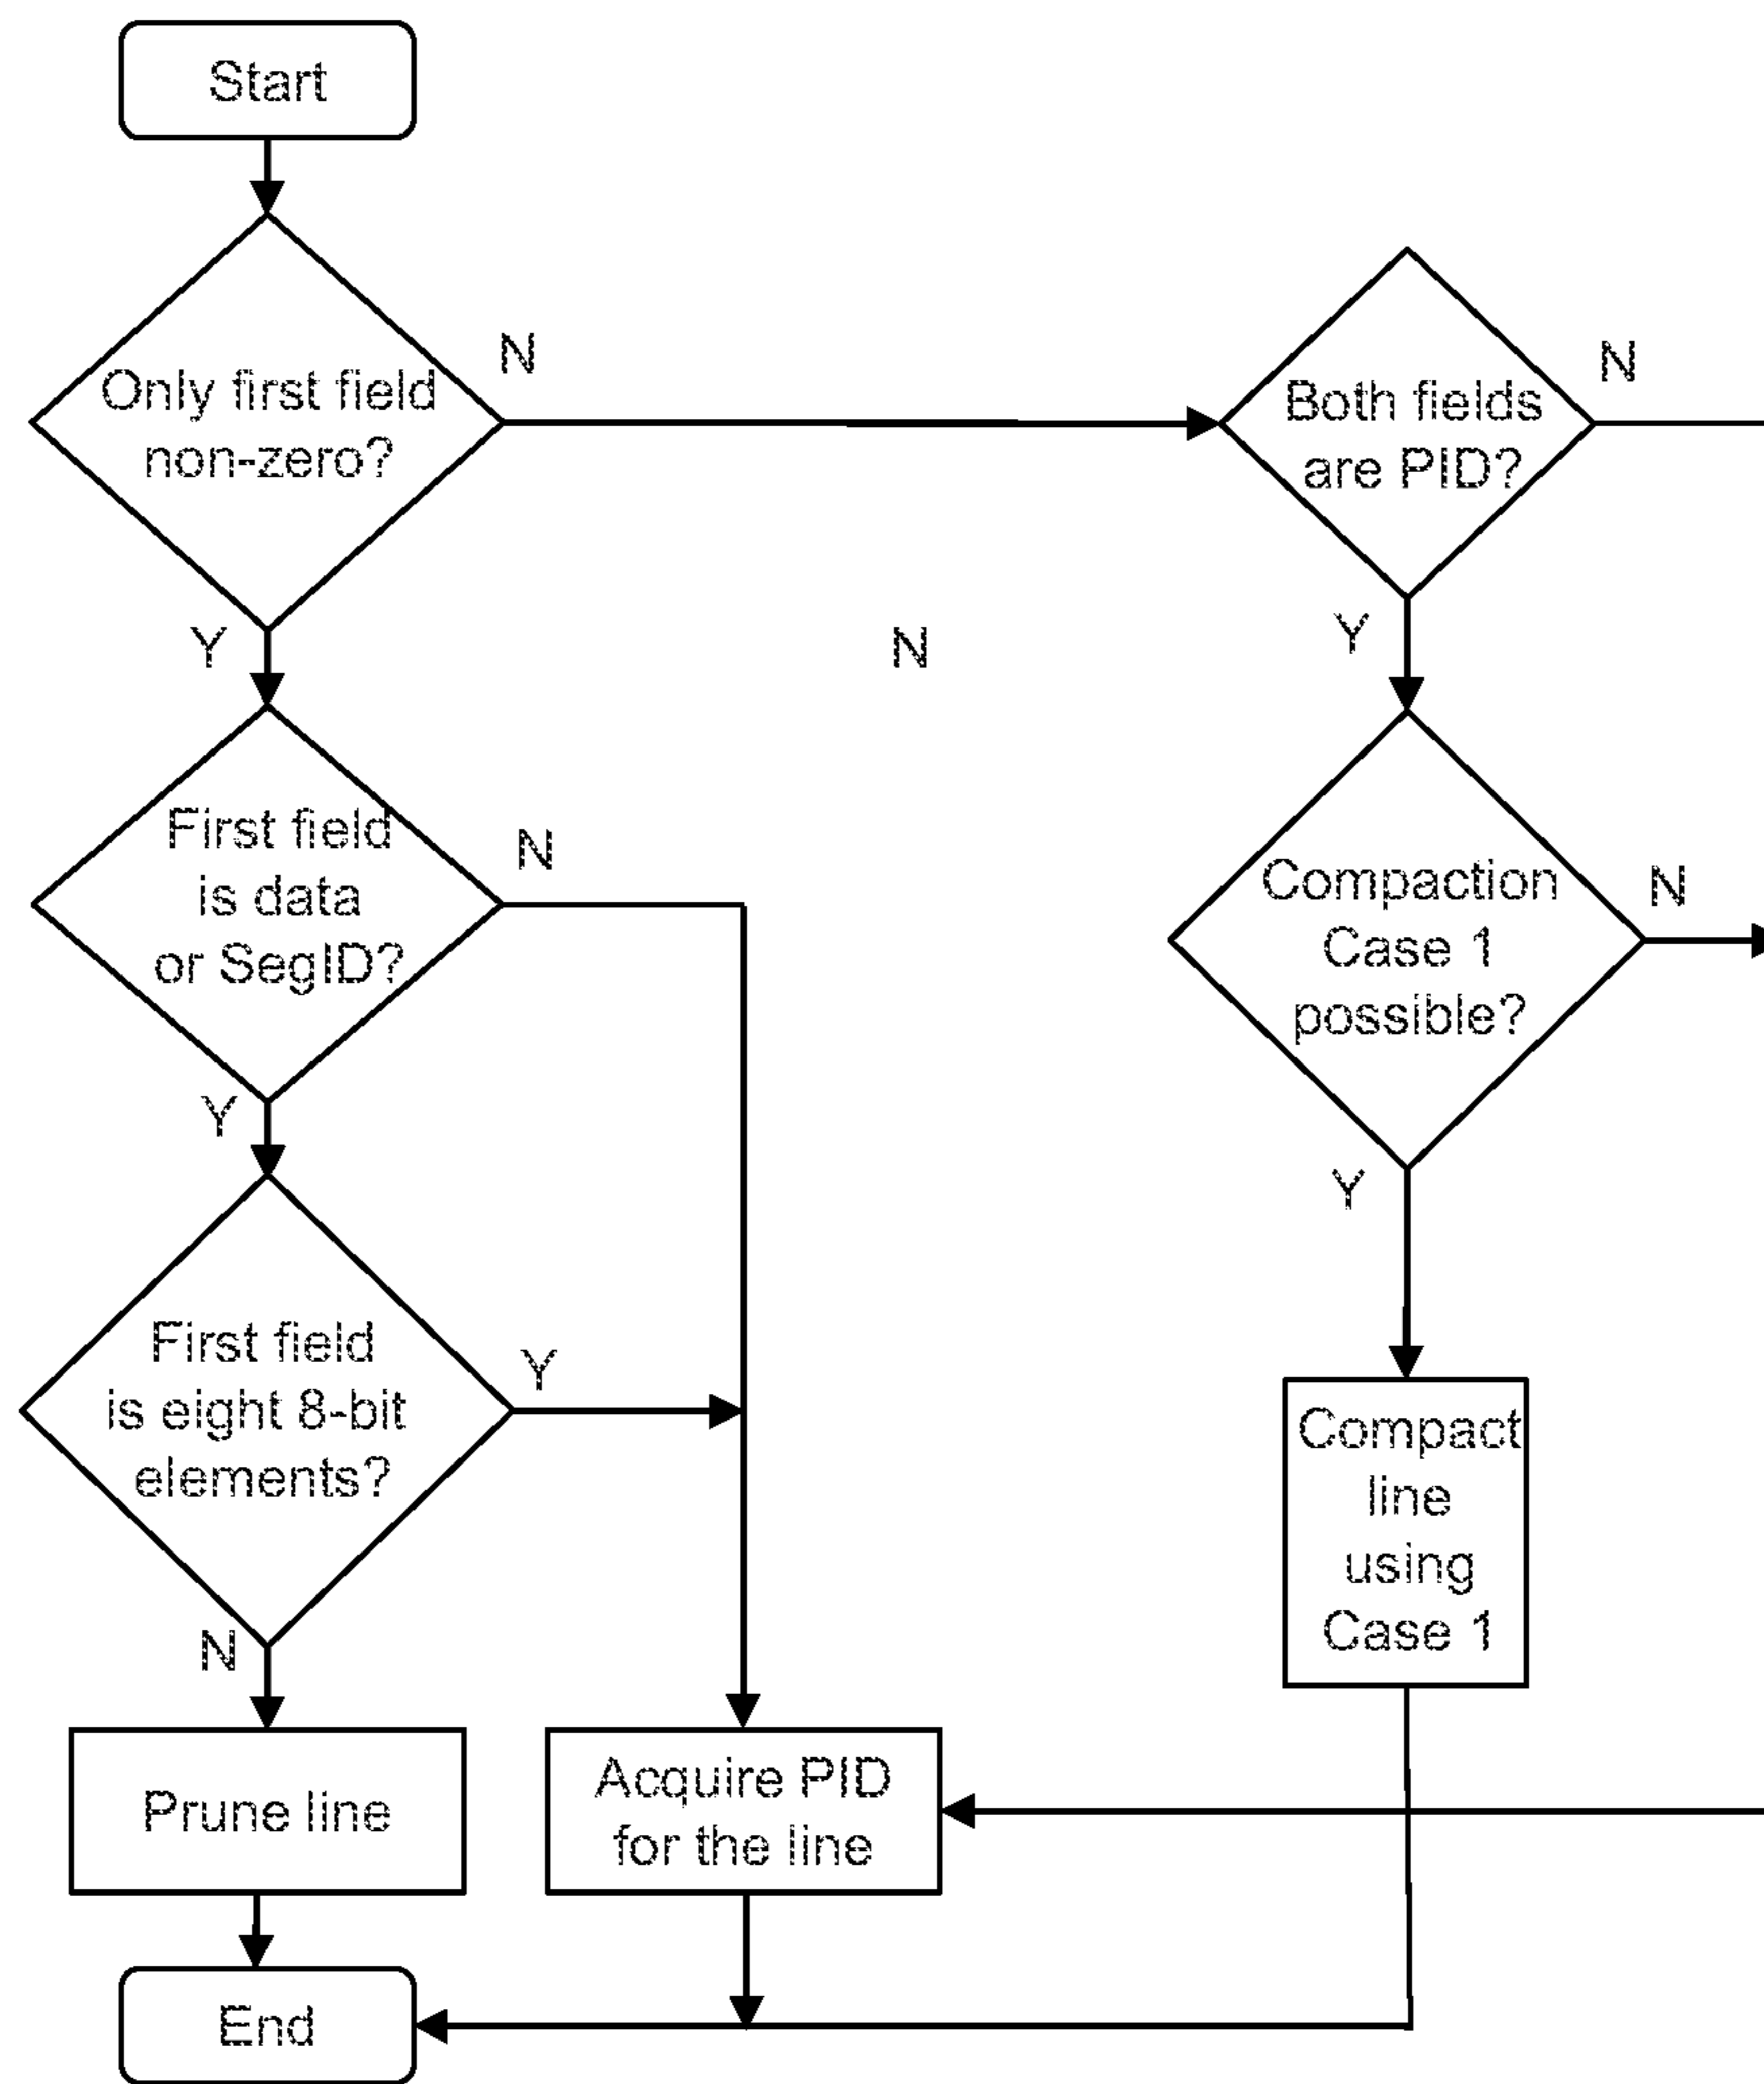 Start
Only first field
non-zero?
N
Y
Both fields
are PID?
N
Y
N
First field
is data
or SegID?
N
Y
Compaction
Case 1
possible?
N
Y
First field
is eight 8-bit
elements?
Y
N
Compact
line
using
Case 1
Prune line
Acquire PID
for the line
End